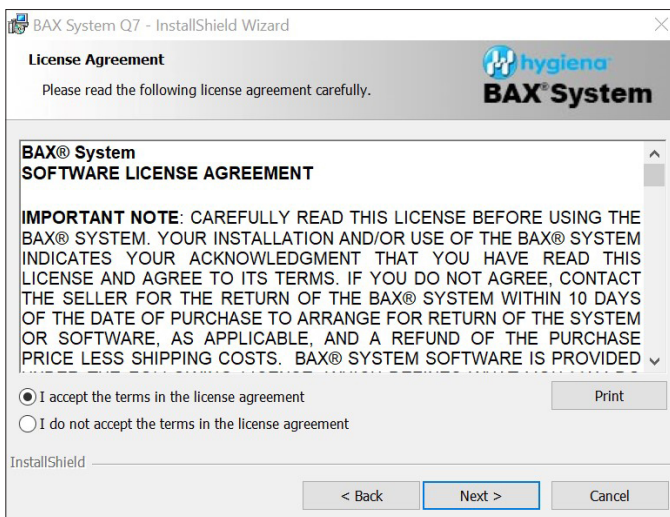 BAX System Q7 - InstallShield Wizard
License Agreement
Please read the following license agreement carefully.
hygiena
BAX® System
BAX® System
SOFTWARE LICENSE AGREEMENT
IMPORTANT NOTE: CAREFULLY READ THIS LICENSE BEFORE USING THE
BAX® SYSTEM. YOUR INSTALLATION AND/OR USE OF THE BAX® SYSTEM
INDICATES YOUR ACKNOWLEDGMENT THAT YOU HAVE READ THIS
LICENSE AND AGREE TO ITS TERMS. IF YOU DO NOT AGREE, CONTACT
THE SELLER FOR THE RETURN OF THE BAX® SYSTEM WITHIN 10 DAYS
OF THE DATE OF PURCHASE TO ARRANGE FOR RETURN OF THE SYSTEM
OR SOFTWARE, AS APPLICABLE, AND A REFUND OF THE PURCHASE
PRICE LESS SHIPPING COSTS. BAX® SYSTEM SOFTWARE IS PROVIDED
I accept the terms in the license agreement
Print
I do not accept the terms in the license agreement
InstallShield
< Back
Next >
Cancel